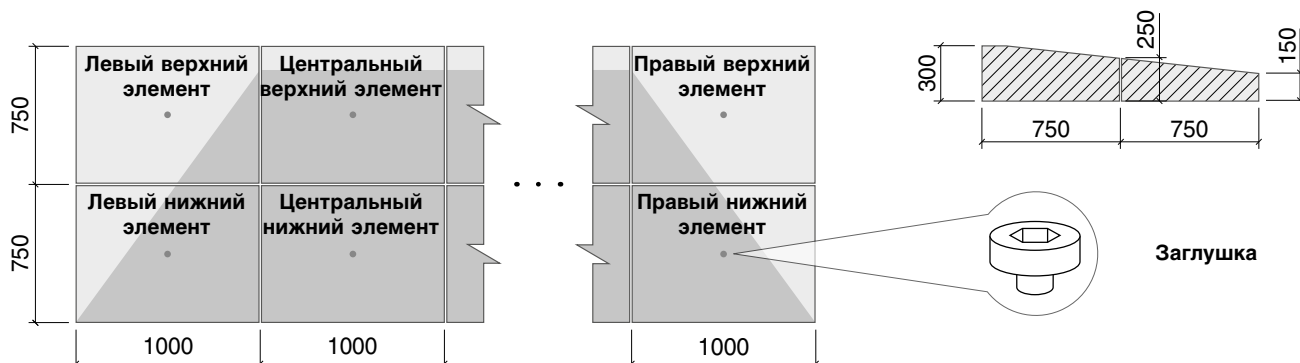 Левый верхний
элемент
Центральный
верхний элемент
Правый верхний
элемент
750
Левый нижний
элемент
Центральный
нижний элемент
. . .
Правый нижний
элемент
750
1000
1000
1000
300
250
150
750
750
Заглушка